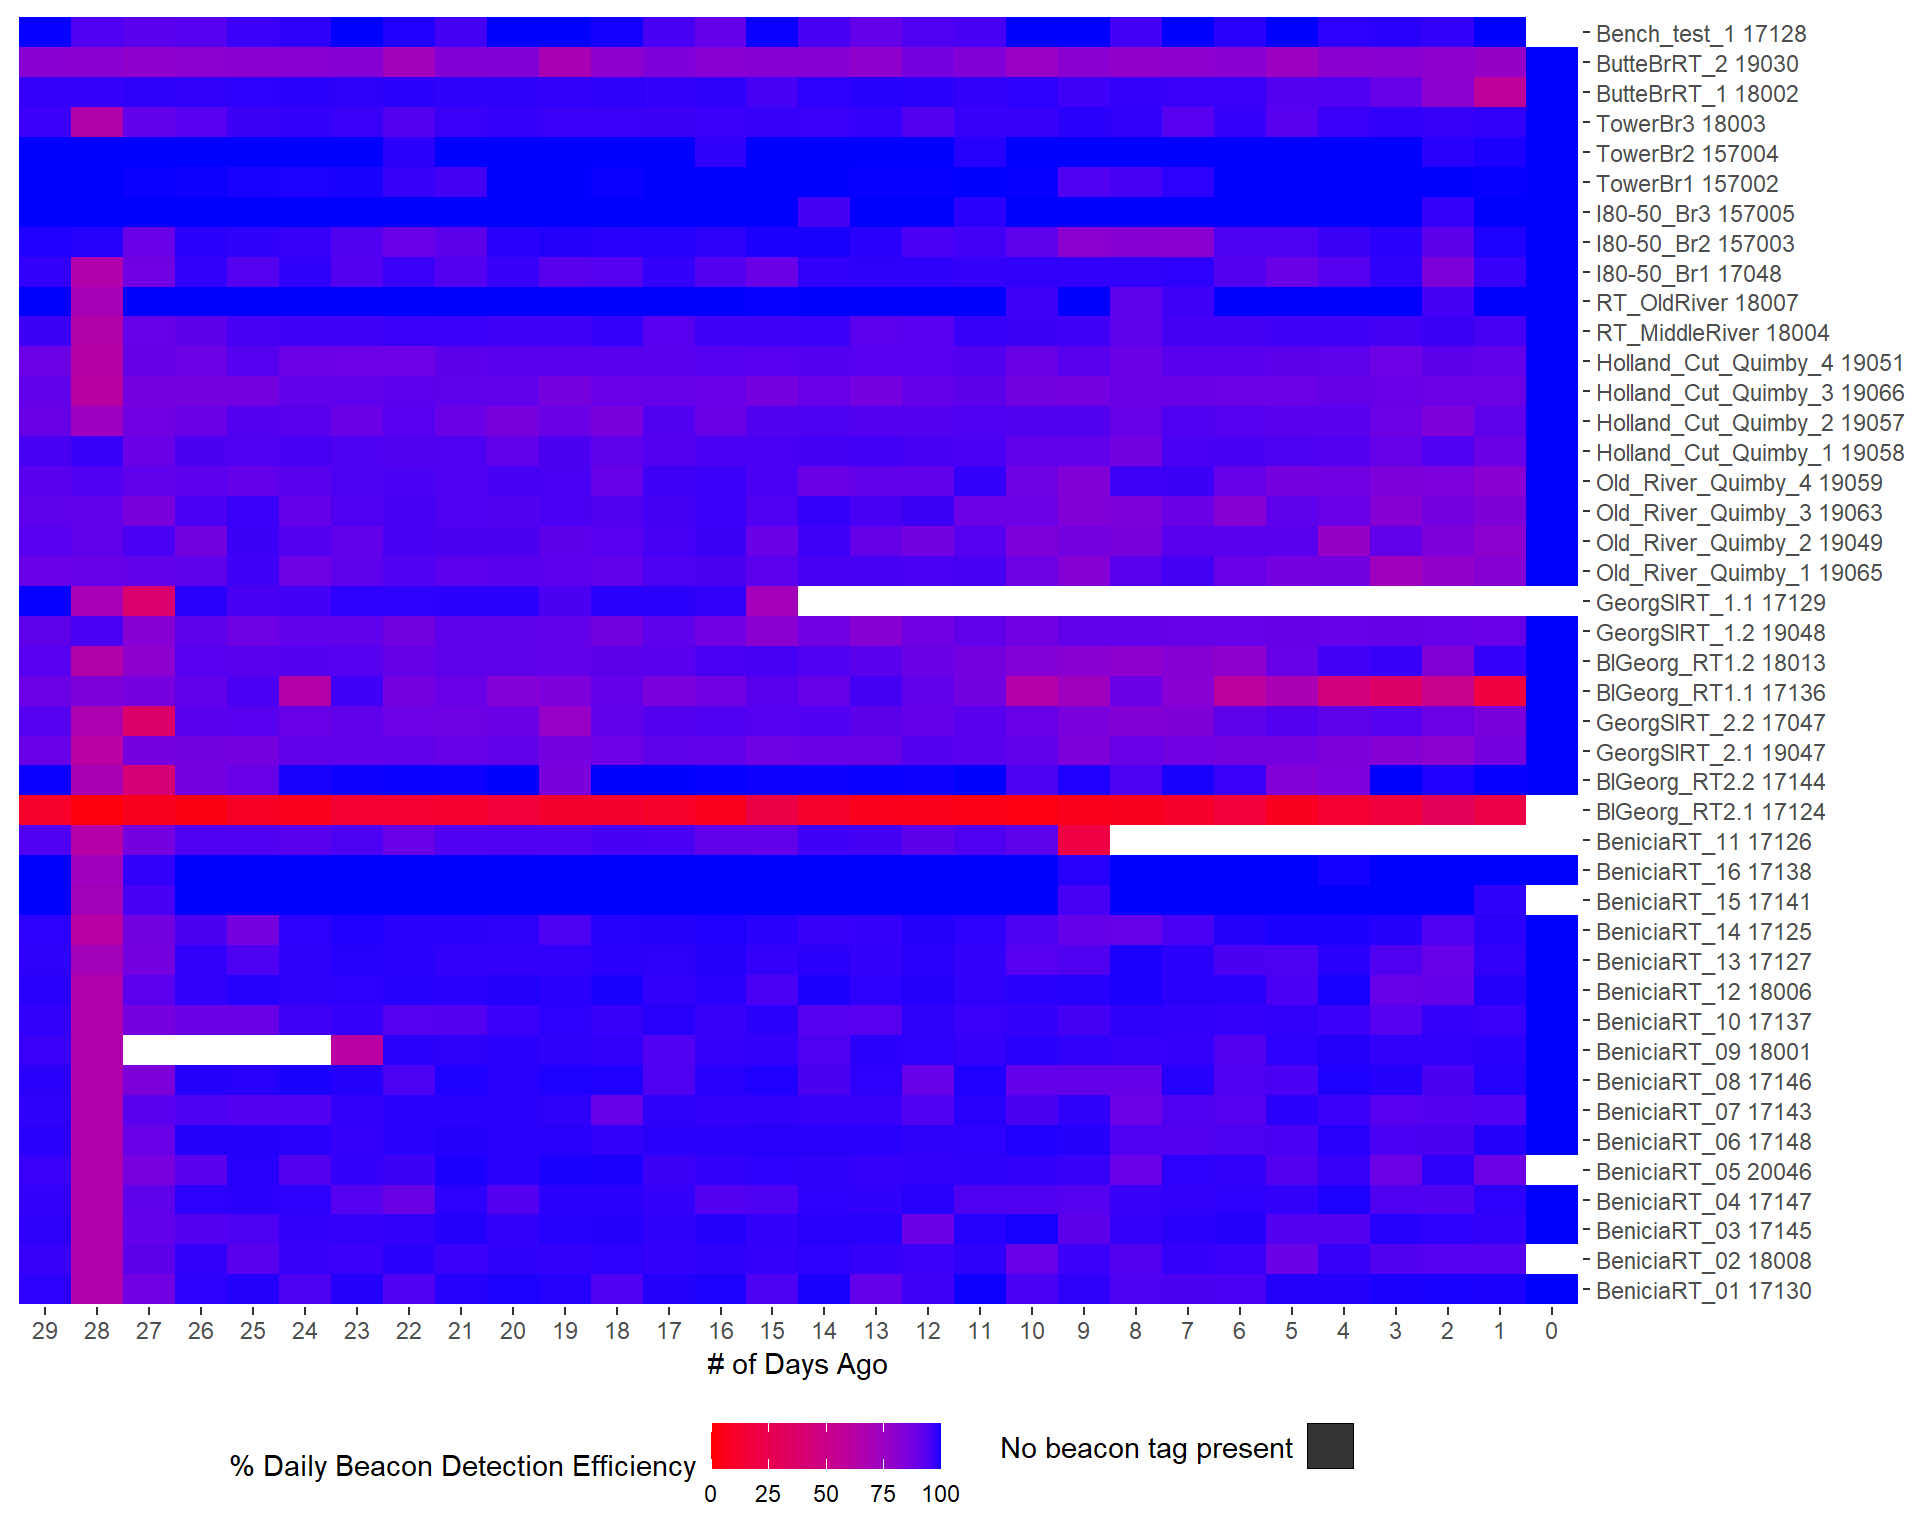 Bench_test_1 17128
ButteBrRT_2 19030
ButteBrRT_1 18002
TowerBr3 18003
TowerBr2 157004
TowerBr1 157002
I80-50_Br3 157005
I80-50_Br2 157003
I80-50_Br1 17048
RT_OldRiver 18007
RT_MiddleRiver 18004
Holland_Cut_Quimby_4 19051
Holland_Cut_Quimby_3 19066
Holland_Cut_Quimby_2 19057
Holland_Cut_Quimby_1 19058
Old_River_Quimby_4 19059
Old_River_Quimby_3 19063
Old_River_Quimby_2 19049
Old_River_Quimby_1 19065
GeorgSlRT_1.1 17129
GeorgSlRT_1.2 19048
BlGeorg_RT1.2 18013
BlGeorg_RT1.1 17136
GeorgSlRT_2.2 17047
GeorgSlRT_2.1 19047
BlGeorg_RT2.2 17144
BlGeorg_RT2.1 17124
BeniciaRT_11 17126
BeniciaRT_16 17138
BeniciaRT_15 17141
BeniciaRT_14 17125
BeniciaRT_13 17127
BeniciaRT_12 18006
BeniciaRT_10 17137
BeniciaRT_09 18001
BeniciaRT_08 17146
BeniciaRT_07 17143
BeniciaRT_06 17148
BeniciaRT_05 20046
BeniciaRT_04 17147
BeniciaRT_03 17145
BeniciaRT_02 18008
BeniciaRT_01 17130
29 28 27 26 25 24 23 22 21 20 19 18 17 16 15 14 13 12 11 10 9 8 7 6 5 4 3 2 1 0
# of Days Ago
% Daily Beacon Detection Efficiency
0 25 50 75 100
No beacon tag present